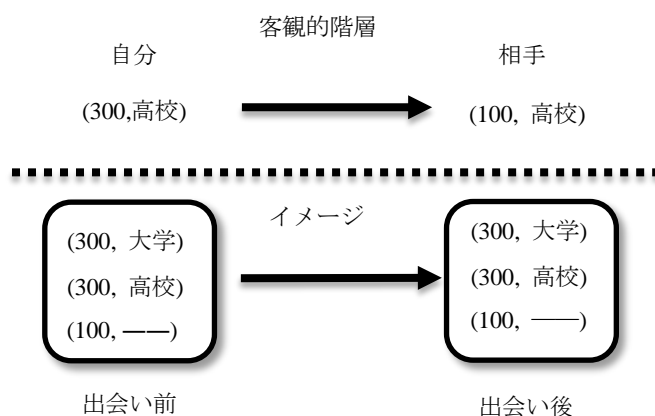 客観的階層
自分
相手
(300,高校)
(100, 高校)
イメージ
(300, 大学)
(300, 高校)
(100, ――)
(300, 大学)
(300, 高校)
(100, ――)
出会い前
出会い後